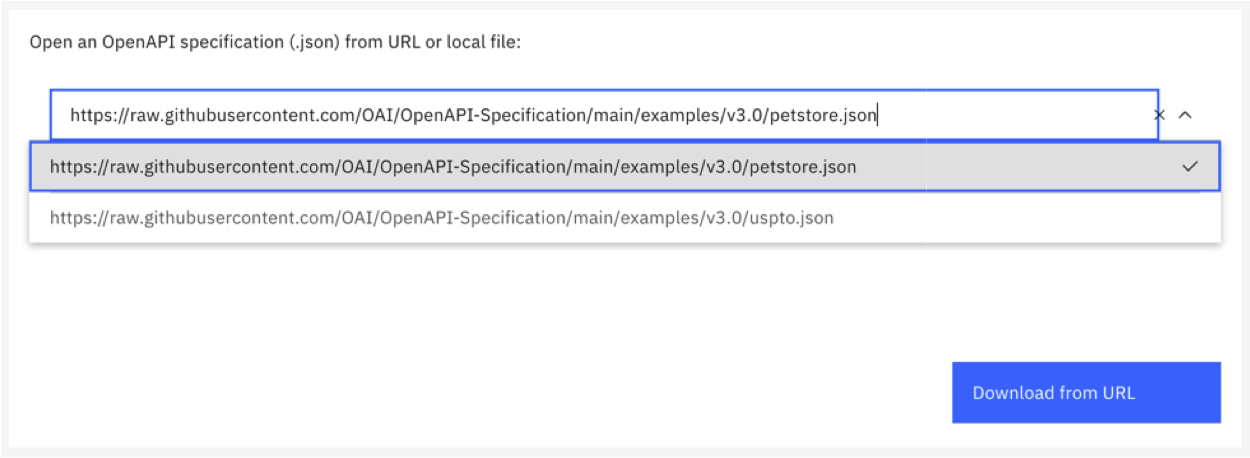 Open an OpenAPI specification (.json) from URL or local file:
https://raw.githubusercontent.com/OAI/OpenAPI-Specification/main/examples/v3.0/petstore.json
https://raw.githubusercontent.com/OAI/OpenAPI-Specification/main/examples/v3.0/petstore.json
https://raw.githubusercontent.com/OAI/OpenAPI-Specification/main/examples/v3.0/uspto.json
Download from URL